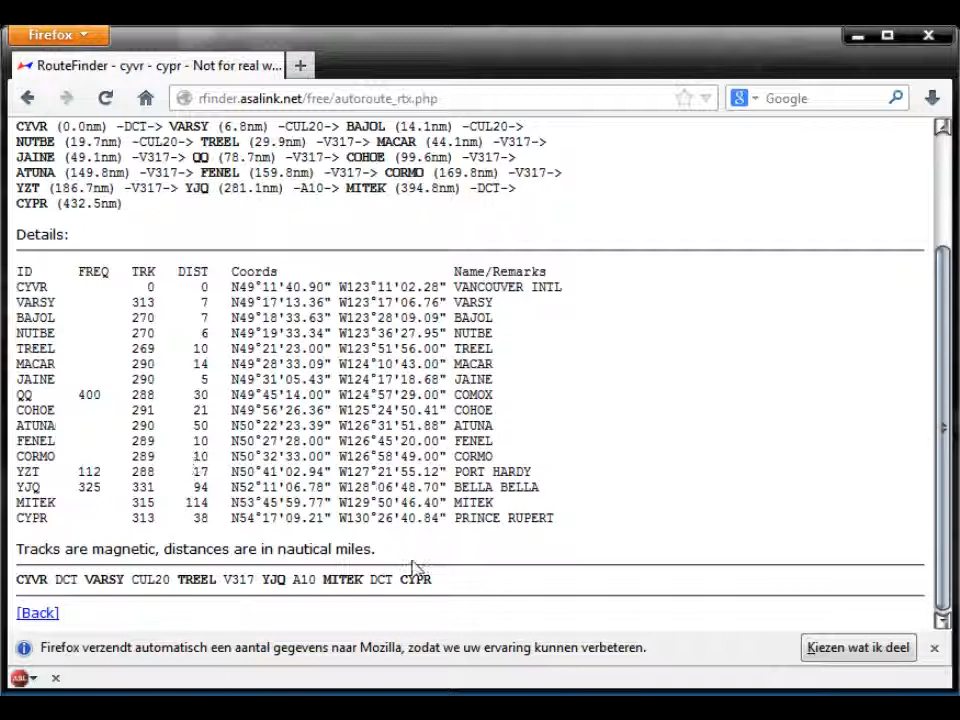 Firefox
RouteFinder - cyvr - cypr - Not for real w...
rfinder.asalink.net/free/autoroute_rtx.php
Google
CYVR (0.0nm) -DCT-> VARSY (6.8nm) -CUL20-> BAJOL (14.1nm) -CUL20->
NUTBE (19.7nm) -CUL20-> TREEL (29.9nm) -V317-> MACAR (44.1nm) -V317->
JAINE (49.1nm) -V317-> QQ (78.7nm) -V317-> COHOE (99.6nm) -V317->
ATUNA (149.8nm) -V317-> FENEL (159.8nm) -V317-> CORMO (169.8nm) -V317->
YZT (186.7nm) -V317-> YJQ (281.1nm) -A10-> MITEK (394.8nm) -DCT->
CYPR (432.5nm)
Details:
ID FREQ TRK DIST Coords Name/Remarks
CYVR 0 0 N49°11'40.90" W123°11'02.28" VANCOUVER INTL
VARSY 313 7 N49°17'13.36" W123°17'06.76" VARSY
BAJOL 270 7 N49°18'33.63" W123°28'09.09" BAJOL
NUTBE 270 6 N49°19'33.34" W123°36'27.95" NUTBE
TREEL 269 10 N49°21'23.00" W123°51'56.00" TREEL
MACAR 290 14 N49°28'33.09" W124°10'43.00" MACAR
JAINE 290 5 N49°31'05.43" W124°17'18.68" JAINE
QQ 400 288 30 N49°45'14.00" W124°57'29.00" COMOX
COHOE 291 21 N49°56'26.36" W125°24'50.41" COHOE
ATUNA 290 50 N50°22'23.39" W126°31'51.88" ATUNA
FENEL 289 10 N50°27'28.00" W126°45'20.00" FENEL
CORMO 289 10 N50°32'33.00" W126°58'49.00" CORMO
YZT 112 288 17 N50°41'02.94" W127°21'55.12" PORT HARDY
YJQ 325 331 94 N52°11'06.78" W128°06'48.70" BELLA BELLA
MITEK 315 114 N53°45'59.77" W129°50'46.40" MITEK
CYPR 313 38 N54°17'09.21" W130°26'40.84" PRINCE RUPERT
Tracks are magnetic, distances are in nautical miles.
CYVR DCT VARSY CUL20 TREEL V317 YJQ A10 MITEK DCT CYPR
[Back]
Firefox verzendt automatisch een aantal gegevens naar Mozilla, zodat we uw ervaring kunnen verbeteren.
Kiezen wat ik deel
ABP